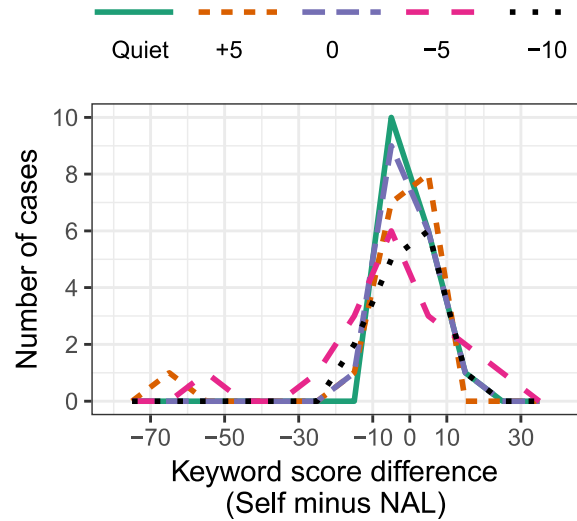 Quiet +5 0 −5 −10
10
8
6
4
2
0
Number of cases
−70 −50 −30 −10 0 10 30
Keyword score difference
(Self minus NAL)